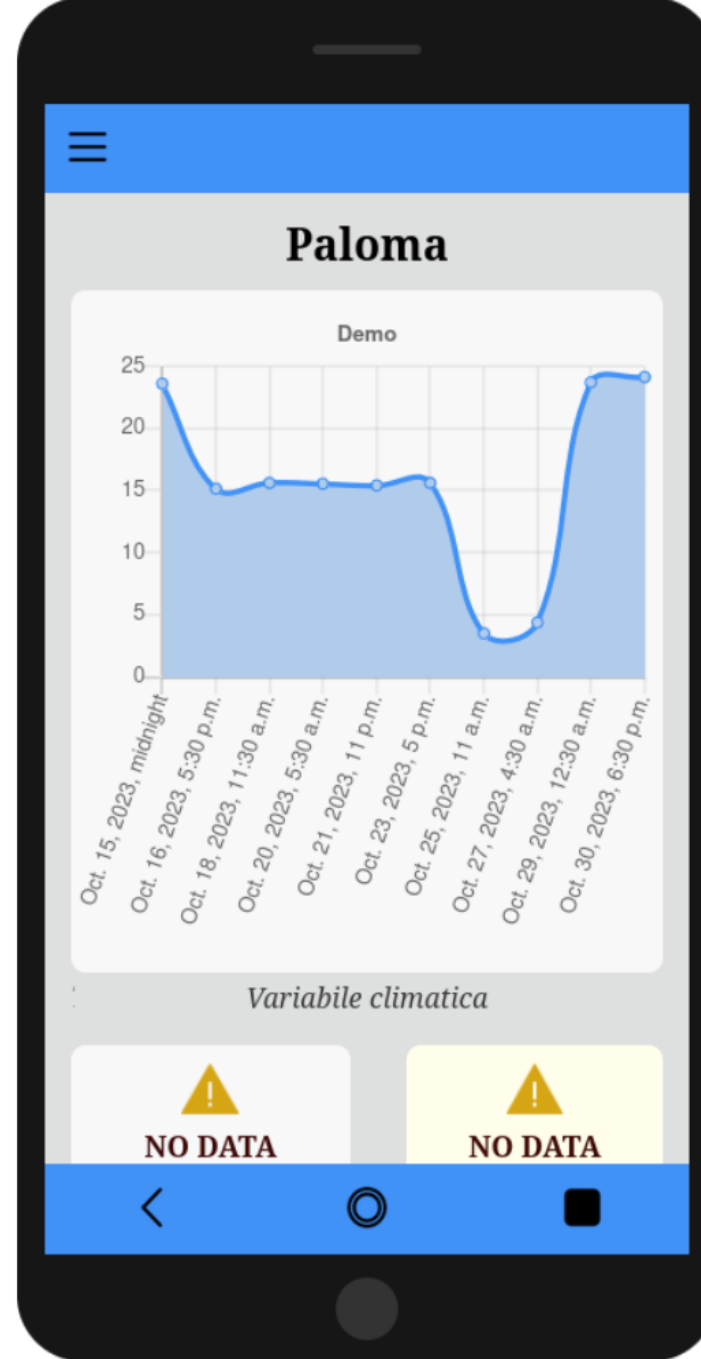 Paloma
Demo
25
20
15
10
5
0
Oct. 15, 2023, midnight
Oct. 16, 2023, 5:30 p.m.
Oct. 18, 2023, 11:30 a.m.
Oct. 20, 2023, 5:30 a.m.
Oct. 21, 2023, 11 p.m.
Oct. 23, 2023, 5 p.m.
Oct. 25, 2023, 11 a.m.
Oct. 27, 2023, 4:30 a.m.
Oct. 29, 2023, 12:30 a.m.
Oct. 30, 2023, 6:30 p.m.
Variabile climatica
NO DATA NO DATA